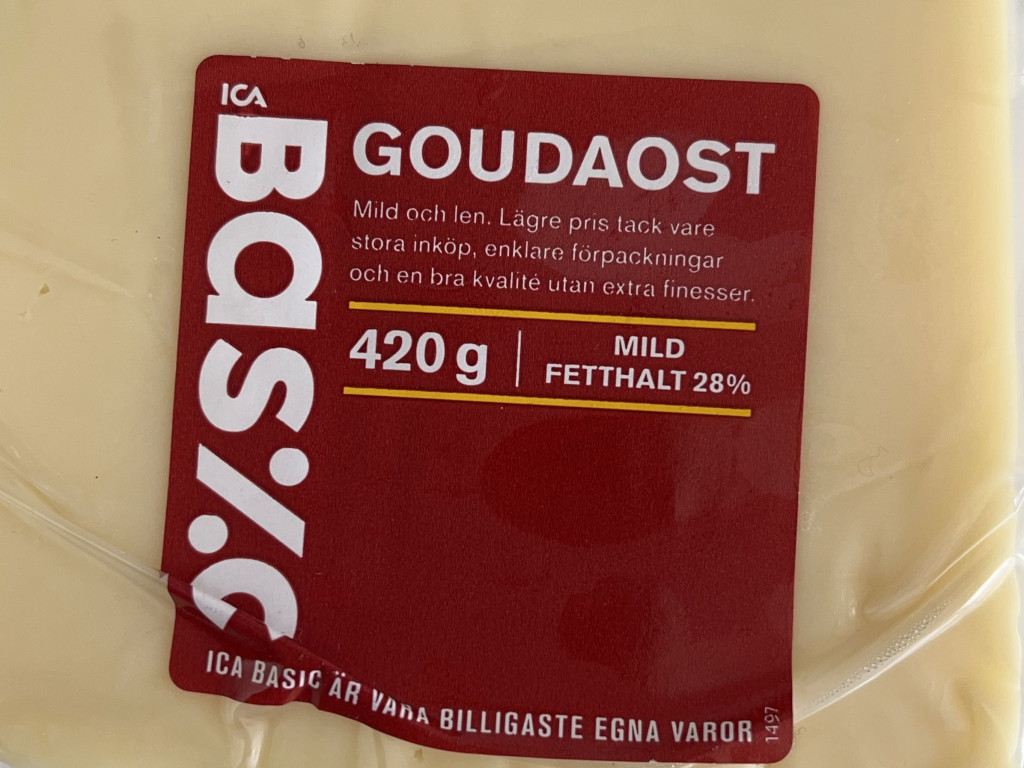 ICA
Bas%c
GOUDAOST
Mild och len. Lägre pris tack vare
stora inköp, enklare förpackningar
och en bra kvalité utan extra finesser.
420 g
MILD
FETTHALT 28%
ICA BASIC ÄR VÅRA BILLIGASTE EGNA VAROR
1497